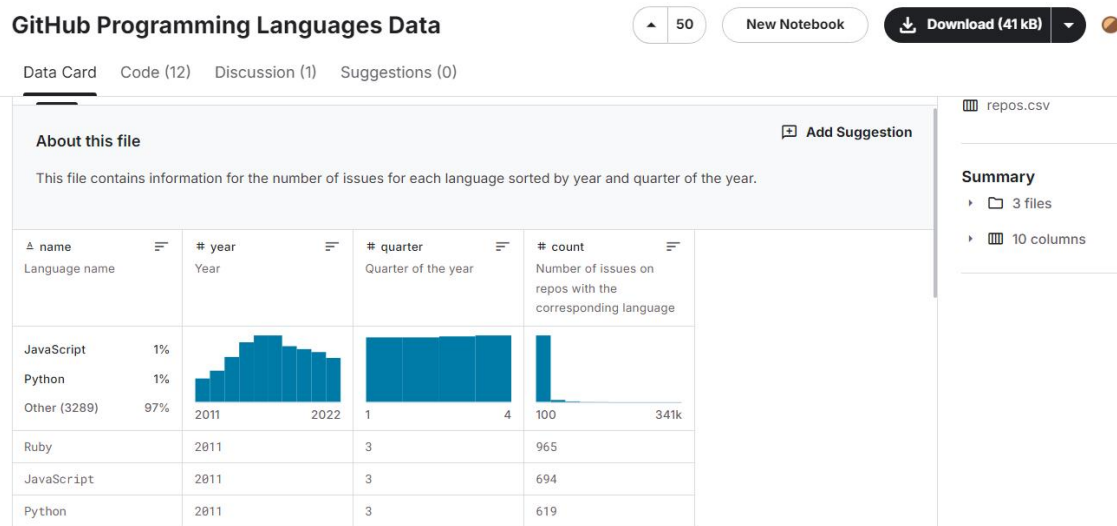 GitHub Programming Languages Data
50
New Notebook
Download (41 kB)
Data Card Code (12) Discussion (1) Suggestions (0)
repos.csv
About this file
Add Suggestion
This file contains information for the number of issues for each language sorted by year and quarter of the year.
Summary
3 files
10 columns
A name # year # quarter # count
Language name Year Quarter of the year Number of issues on
repos with the
corresponding language
JavaScript 1%
Python 1%
Other (3289) 97%
2011 2022 1 4 100 341k
Ruby 2011 3 965
JavaScript 2011 3 694
Python 2011 3 619